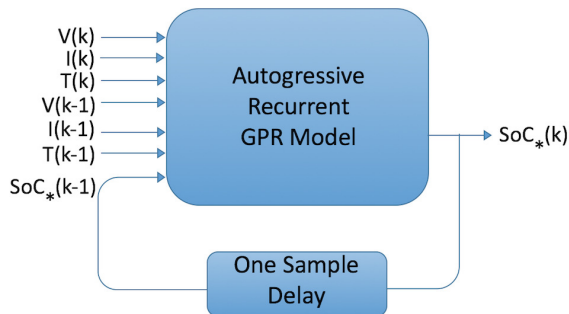 V(k)
I(k)
T(k)
V(k-1)
I(k-1)
T(k-1)
SoC*(k-1)
Autogressive
Recurrent
GPR Model
SoC*(k)
One Sample
Delay